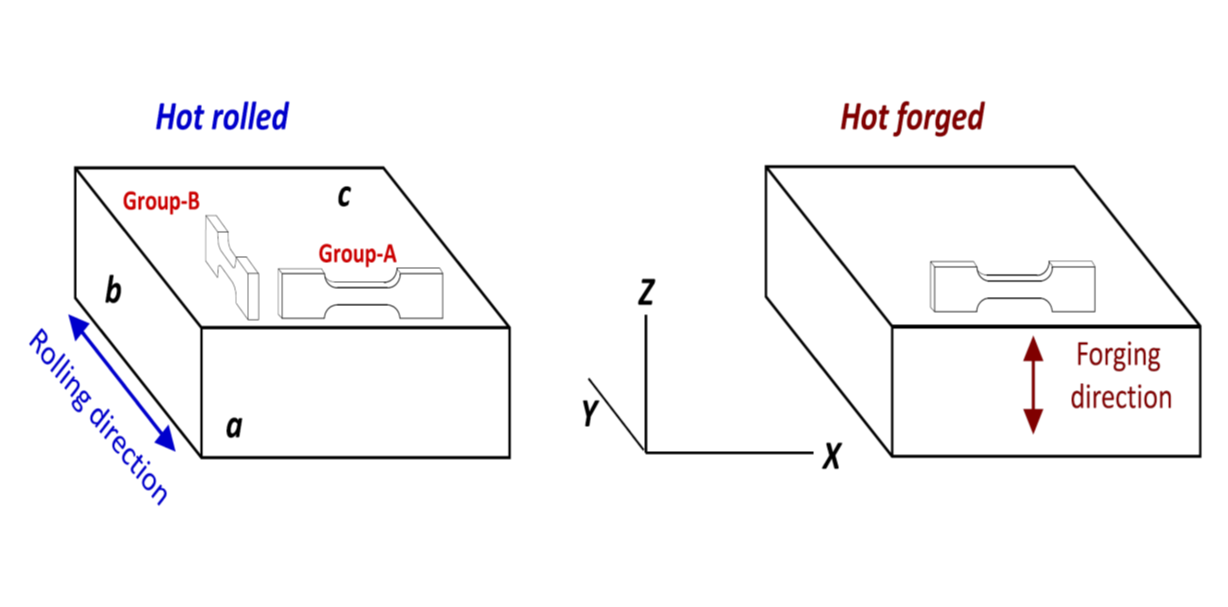 Hot rolled
Hot forged
Group-B
c
Group-A
b
Rolling direction
a
Z
Y
X
Forging
direction